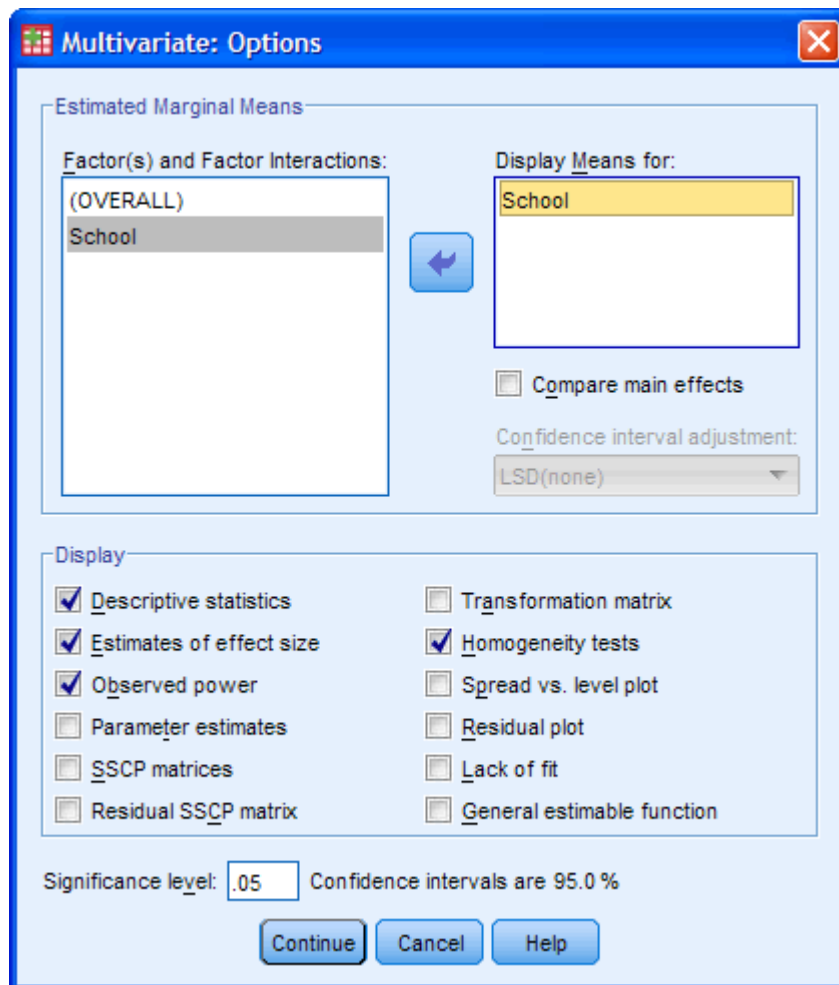 Multivariate: Options
Estimated Marginal Means
Factor(s) and Factor Interactions:
(OVERALL)
School
Display Means for:
School
Compare main effects
Confidence interval adjustment:
LSD(none)
Display
Descriptive statistics
Transformation matrix
Estimates of effect size
Homogeneity tests
Observed power
Spread vs. level plot
Parameter estimates
Residual plot
SSCP matrices
Lack of fit
Residual SSCP matrix
General estimable function
Significance level: .05 Confidence intervals are 95.0 %
Continue Cancel Help